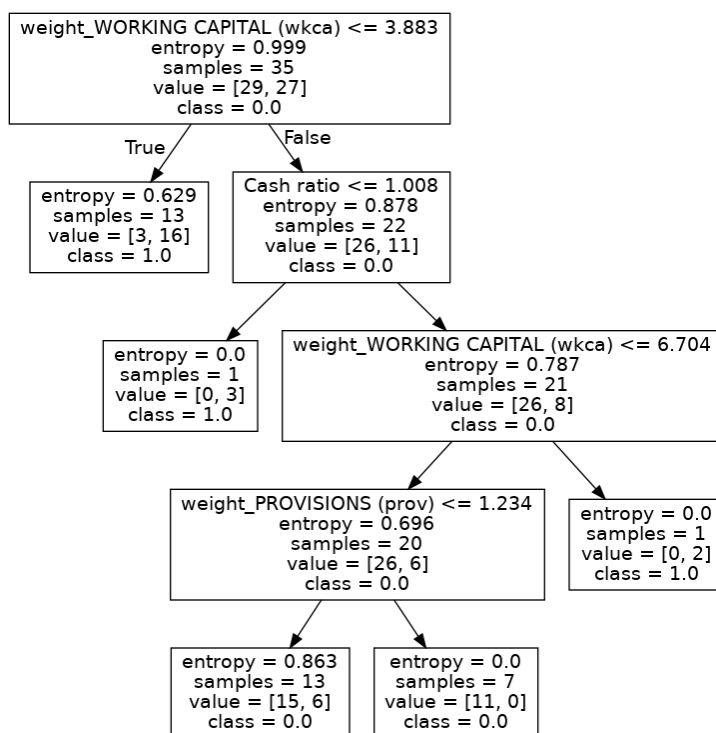 weight_WORKING CAPITAL (wkca) <= 3.883
entropy = 0.999
samples = 35
value = [29, 27]
class = 0.0
True
False
entropy = 0.629
samples = 13
value = [3, 16]
class = 1.0
Cash ratio <= 1.008
entropy = 0.878
samples = 22
value = [26, 11]
class = 0.0
entropy = 0.0
samples = 1
value = [0, 3]
class = 1.0
weight_WORKING CAPITAL (wkca) <= 6.704
entropy = 0.787
samples = 21
value = [26, 8]
class = 0.0
weight_PROVISIONS (prov) <= 1.234
entropy = 0.696
samples = 20
value = [26, 6]
class = 0.0
entropy = 0.0
samples = 1
value = [0, 2]
class = 1.0
entropy = 0.863
samples = 13
value = [15, 6]
class = 0.0
entropy = 0.0
samples = 7
value = [11, 0]
class = 0.0